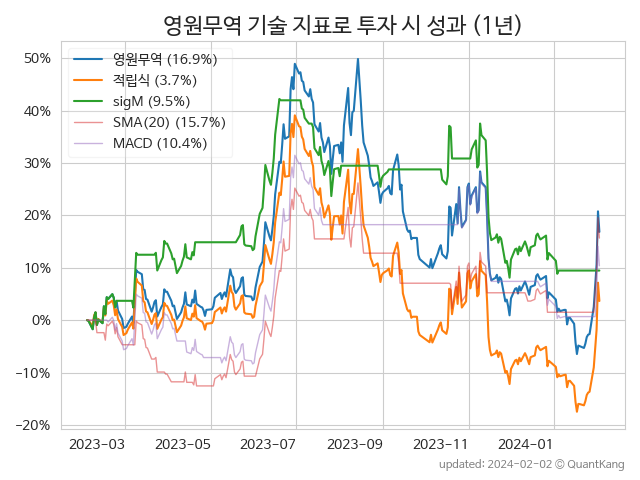 영원무역 기술 지표로 투자 시 성과 (1년)
영원무역 (16.9%)
적립식 (3.7%)
sigM (9.5%)
SMA(20) (15.7%)
MACD (10.4%)
50%
40%
30%
20%
10%
0%
−10%
−20%
2023-03 2023-05 2023-07 2023-09 2023-11 2024-01
updated: 2024-02-02 © QuantKang